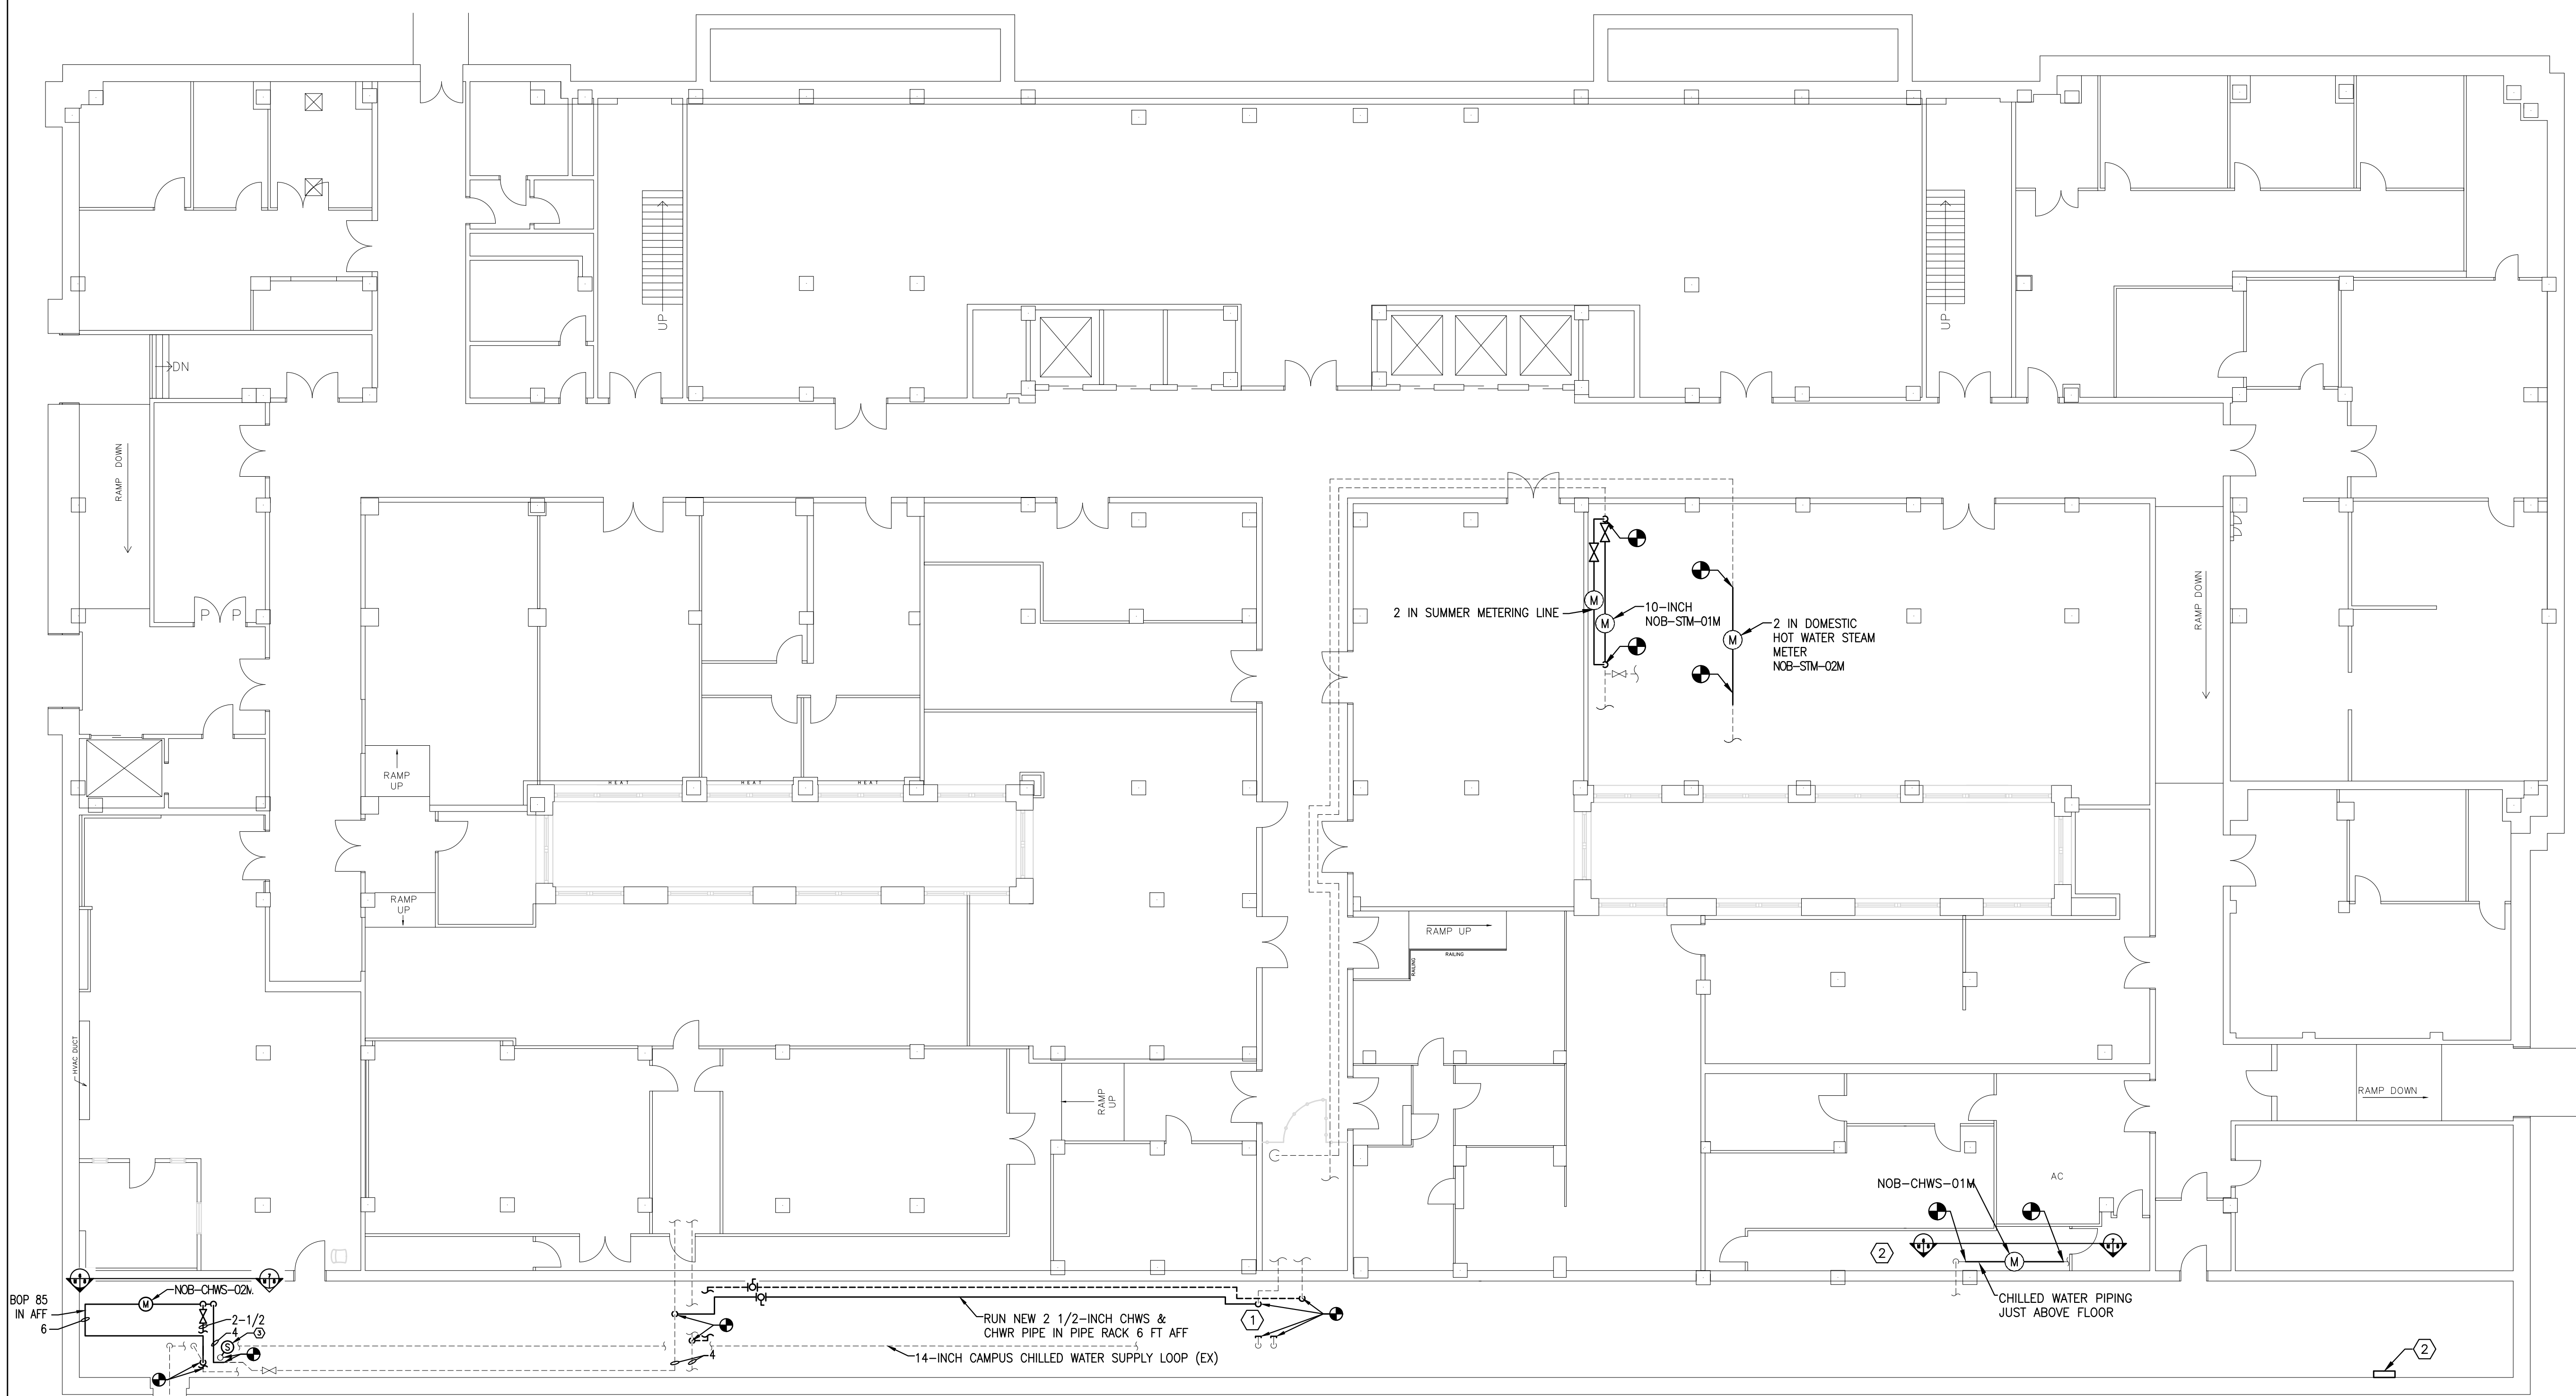 UP
UP
DN
RAMP DOWN
P P
2 IN SUMMER METERING LINE
M
M
10-INCH
NOB-STM-01M
M
2 IN DOMESTIC
HOT WATER STEAM
METER
NOB-STM-02M
RAMP DOWN
RAMP
UP
HEAT
HEAT
HEAT
RAMP
UP
RAMP UP
RAILING
RAILING
HVAC DUCT
RAMP
UP
RAMP DOWN
AC
NOB-CHWS-01M
2
M
CHILLED WATER PIPING
JUST ABOVE FLOOR
NOB-CHWS-02M
M
BOP 85
IN AFF
6
2-1/2
4
3
S
RUN NEW 2 1/2-INCH CHWS &
CHWR PIPE IN PIPE RACK 6 FT AFF
1
4
14-INCH CAMPUS CHILLED WATER SUPPLY LOOP (EX)
2